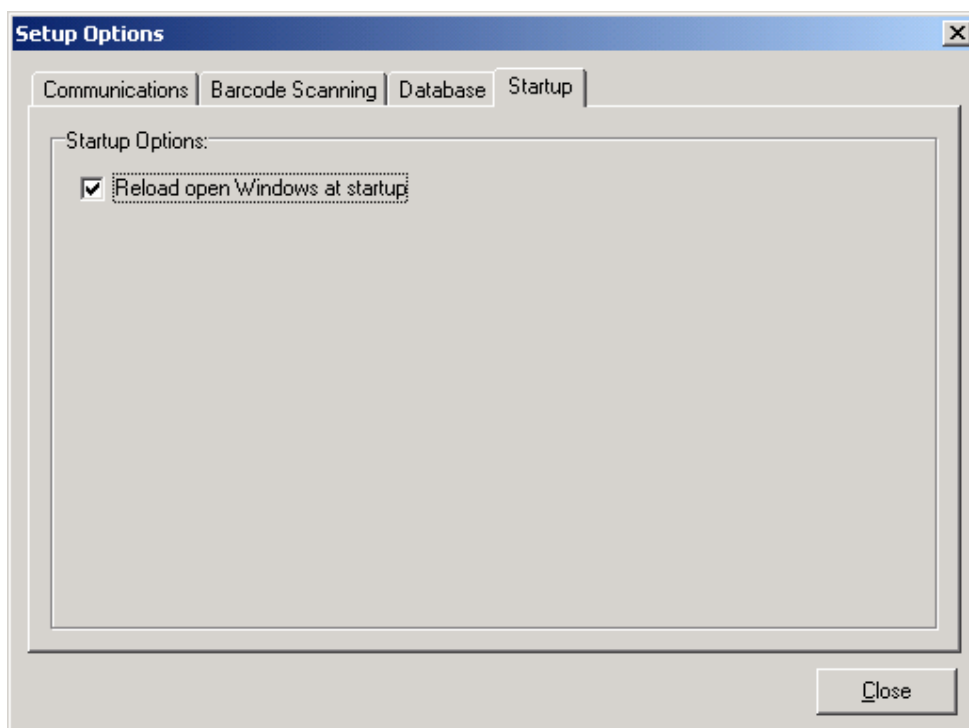 Setup Options
Communications Barcode Scanning Database Startup
Startup Options:
Reload open Windows at startup
Close